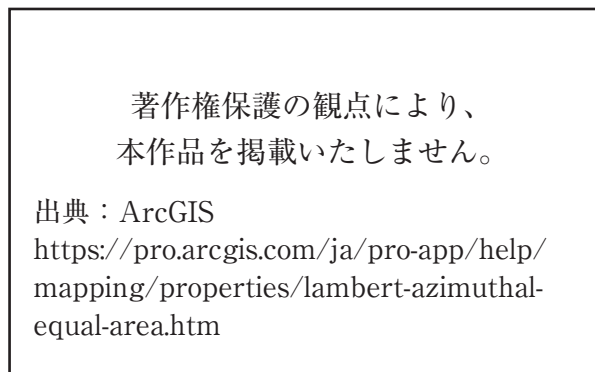 著作権保護の観点により、
本作品を掲載いたしません。
出典：ArcGIS
https://pro.arcgis.com/ja/pro-app/help/
mapping/properties/lambert-azimuthal-
equal-area.htm